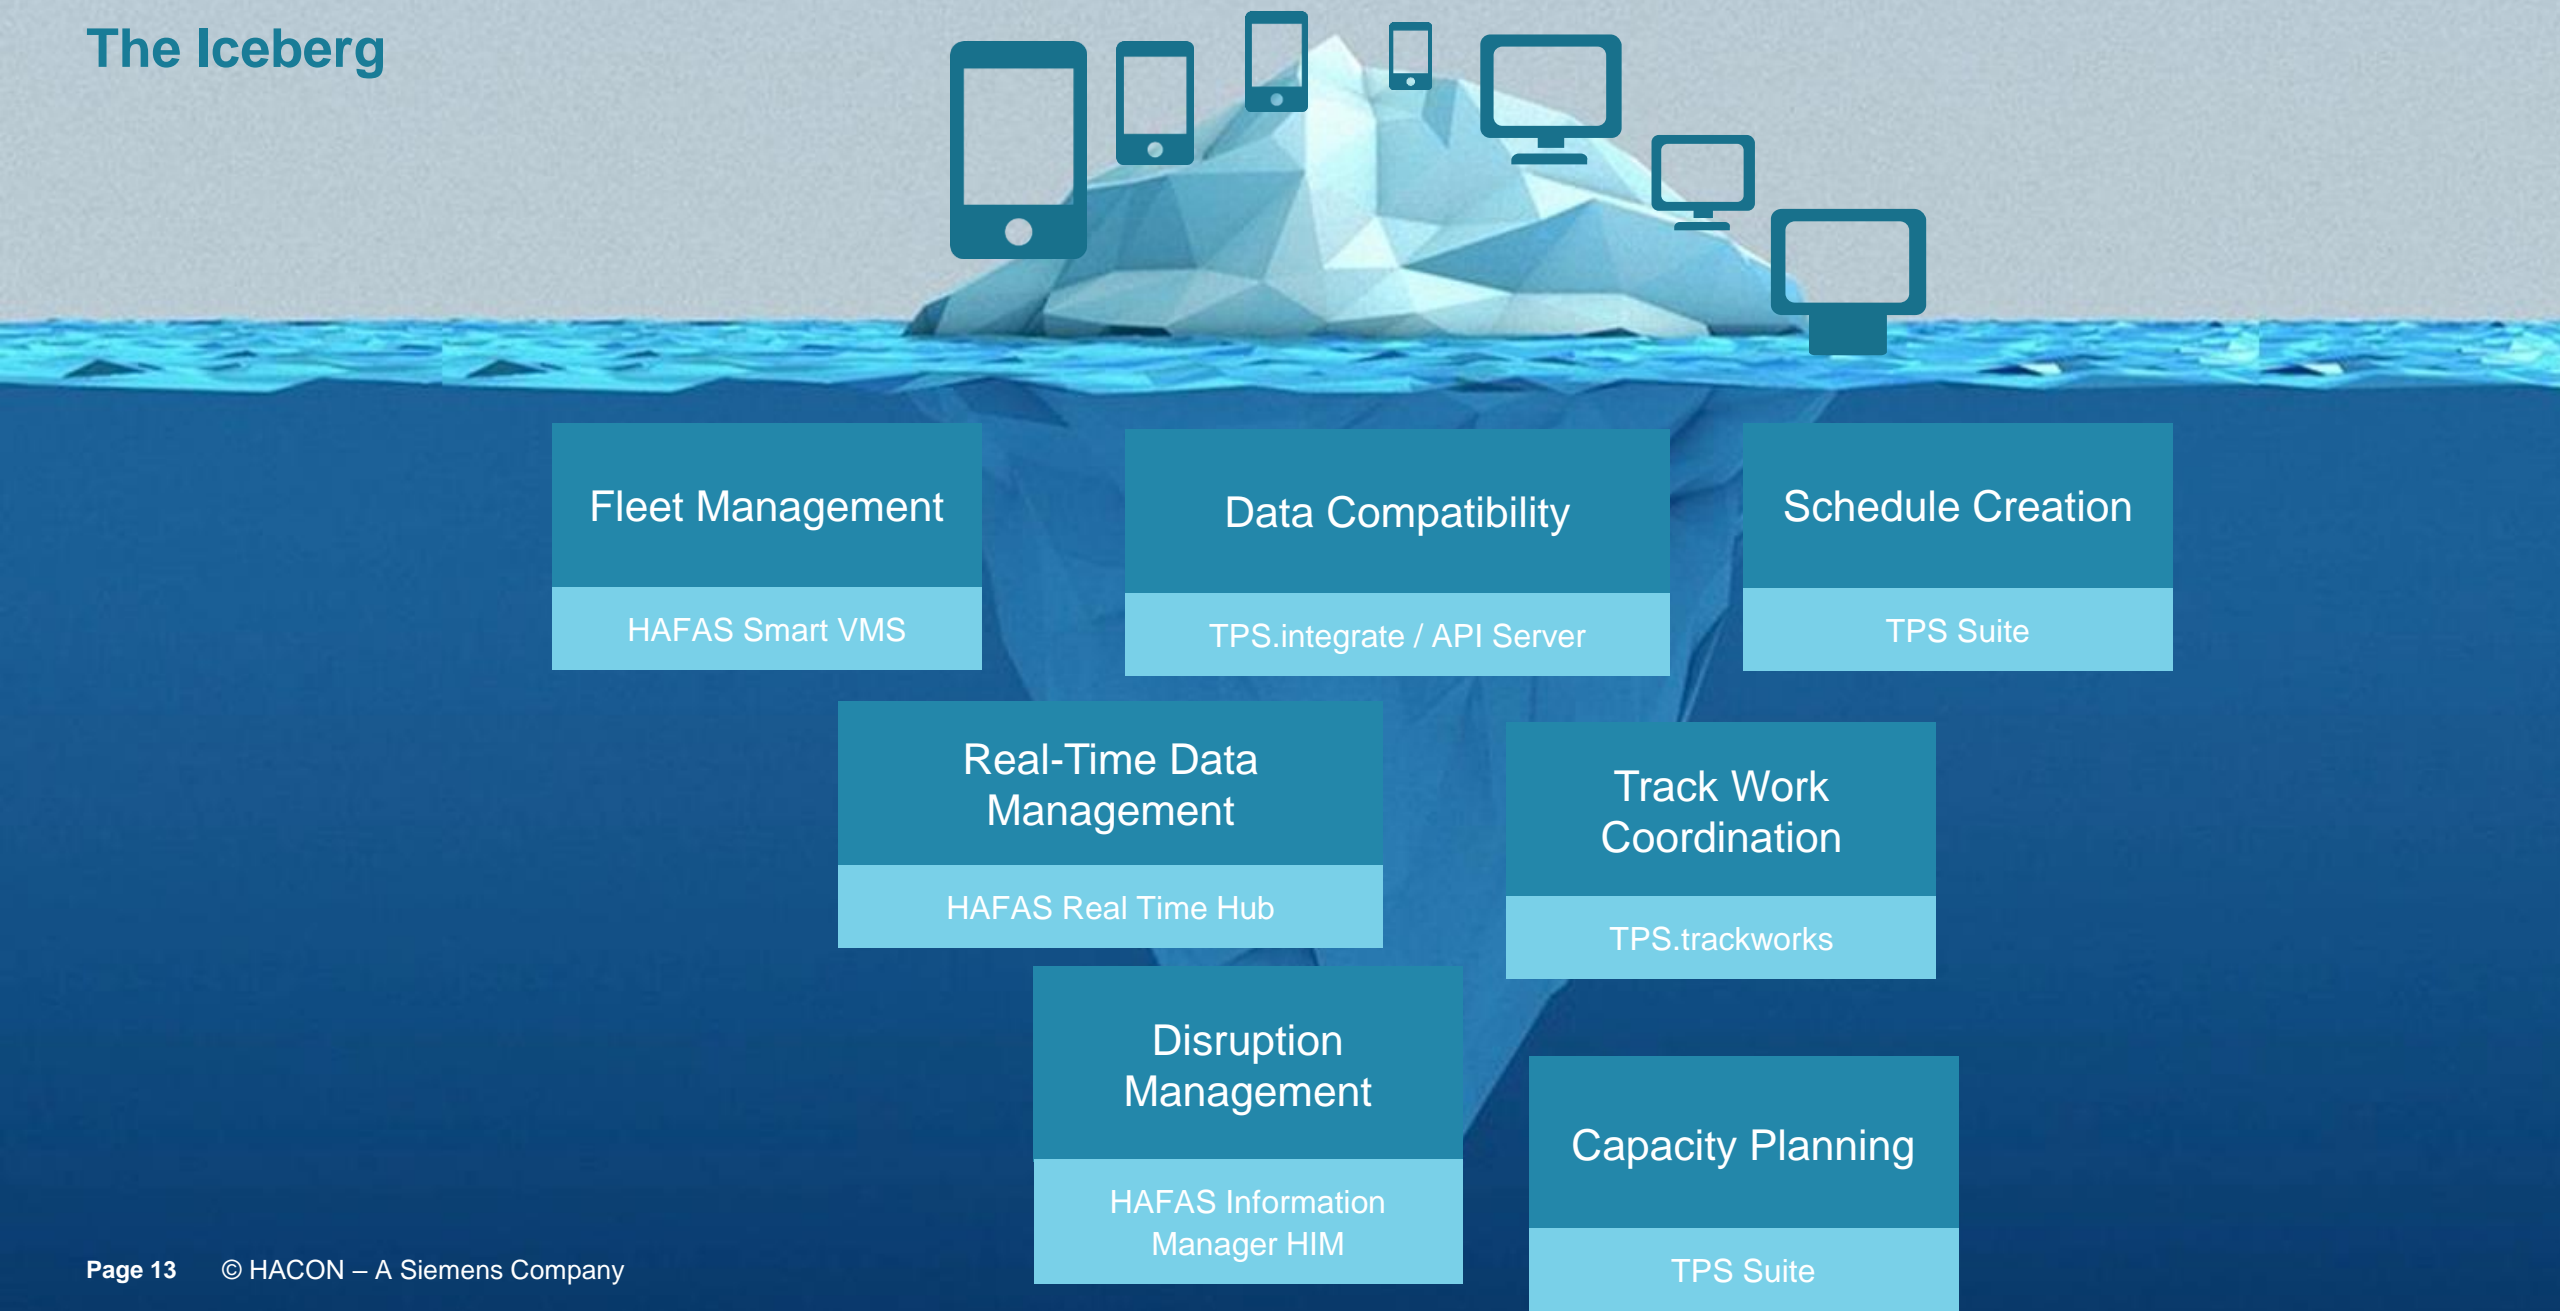 The Iceberg
Fleet Management
HAFAS Smart VMS
Data Compatibility
TPS.integrate / API Server
Schedule Creation
TPS Suite
Real-Time Data
Management
HAFAS Real Time Hub
Track Work
Coordination
TPS.trackworks
Disruption
Management
HAFAS Information
Manager HIM
Capacity Planning
TPS Suite
Page 13 © HACON – A Siemens Company